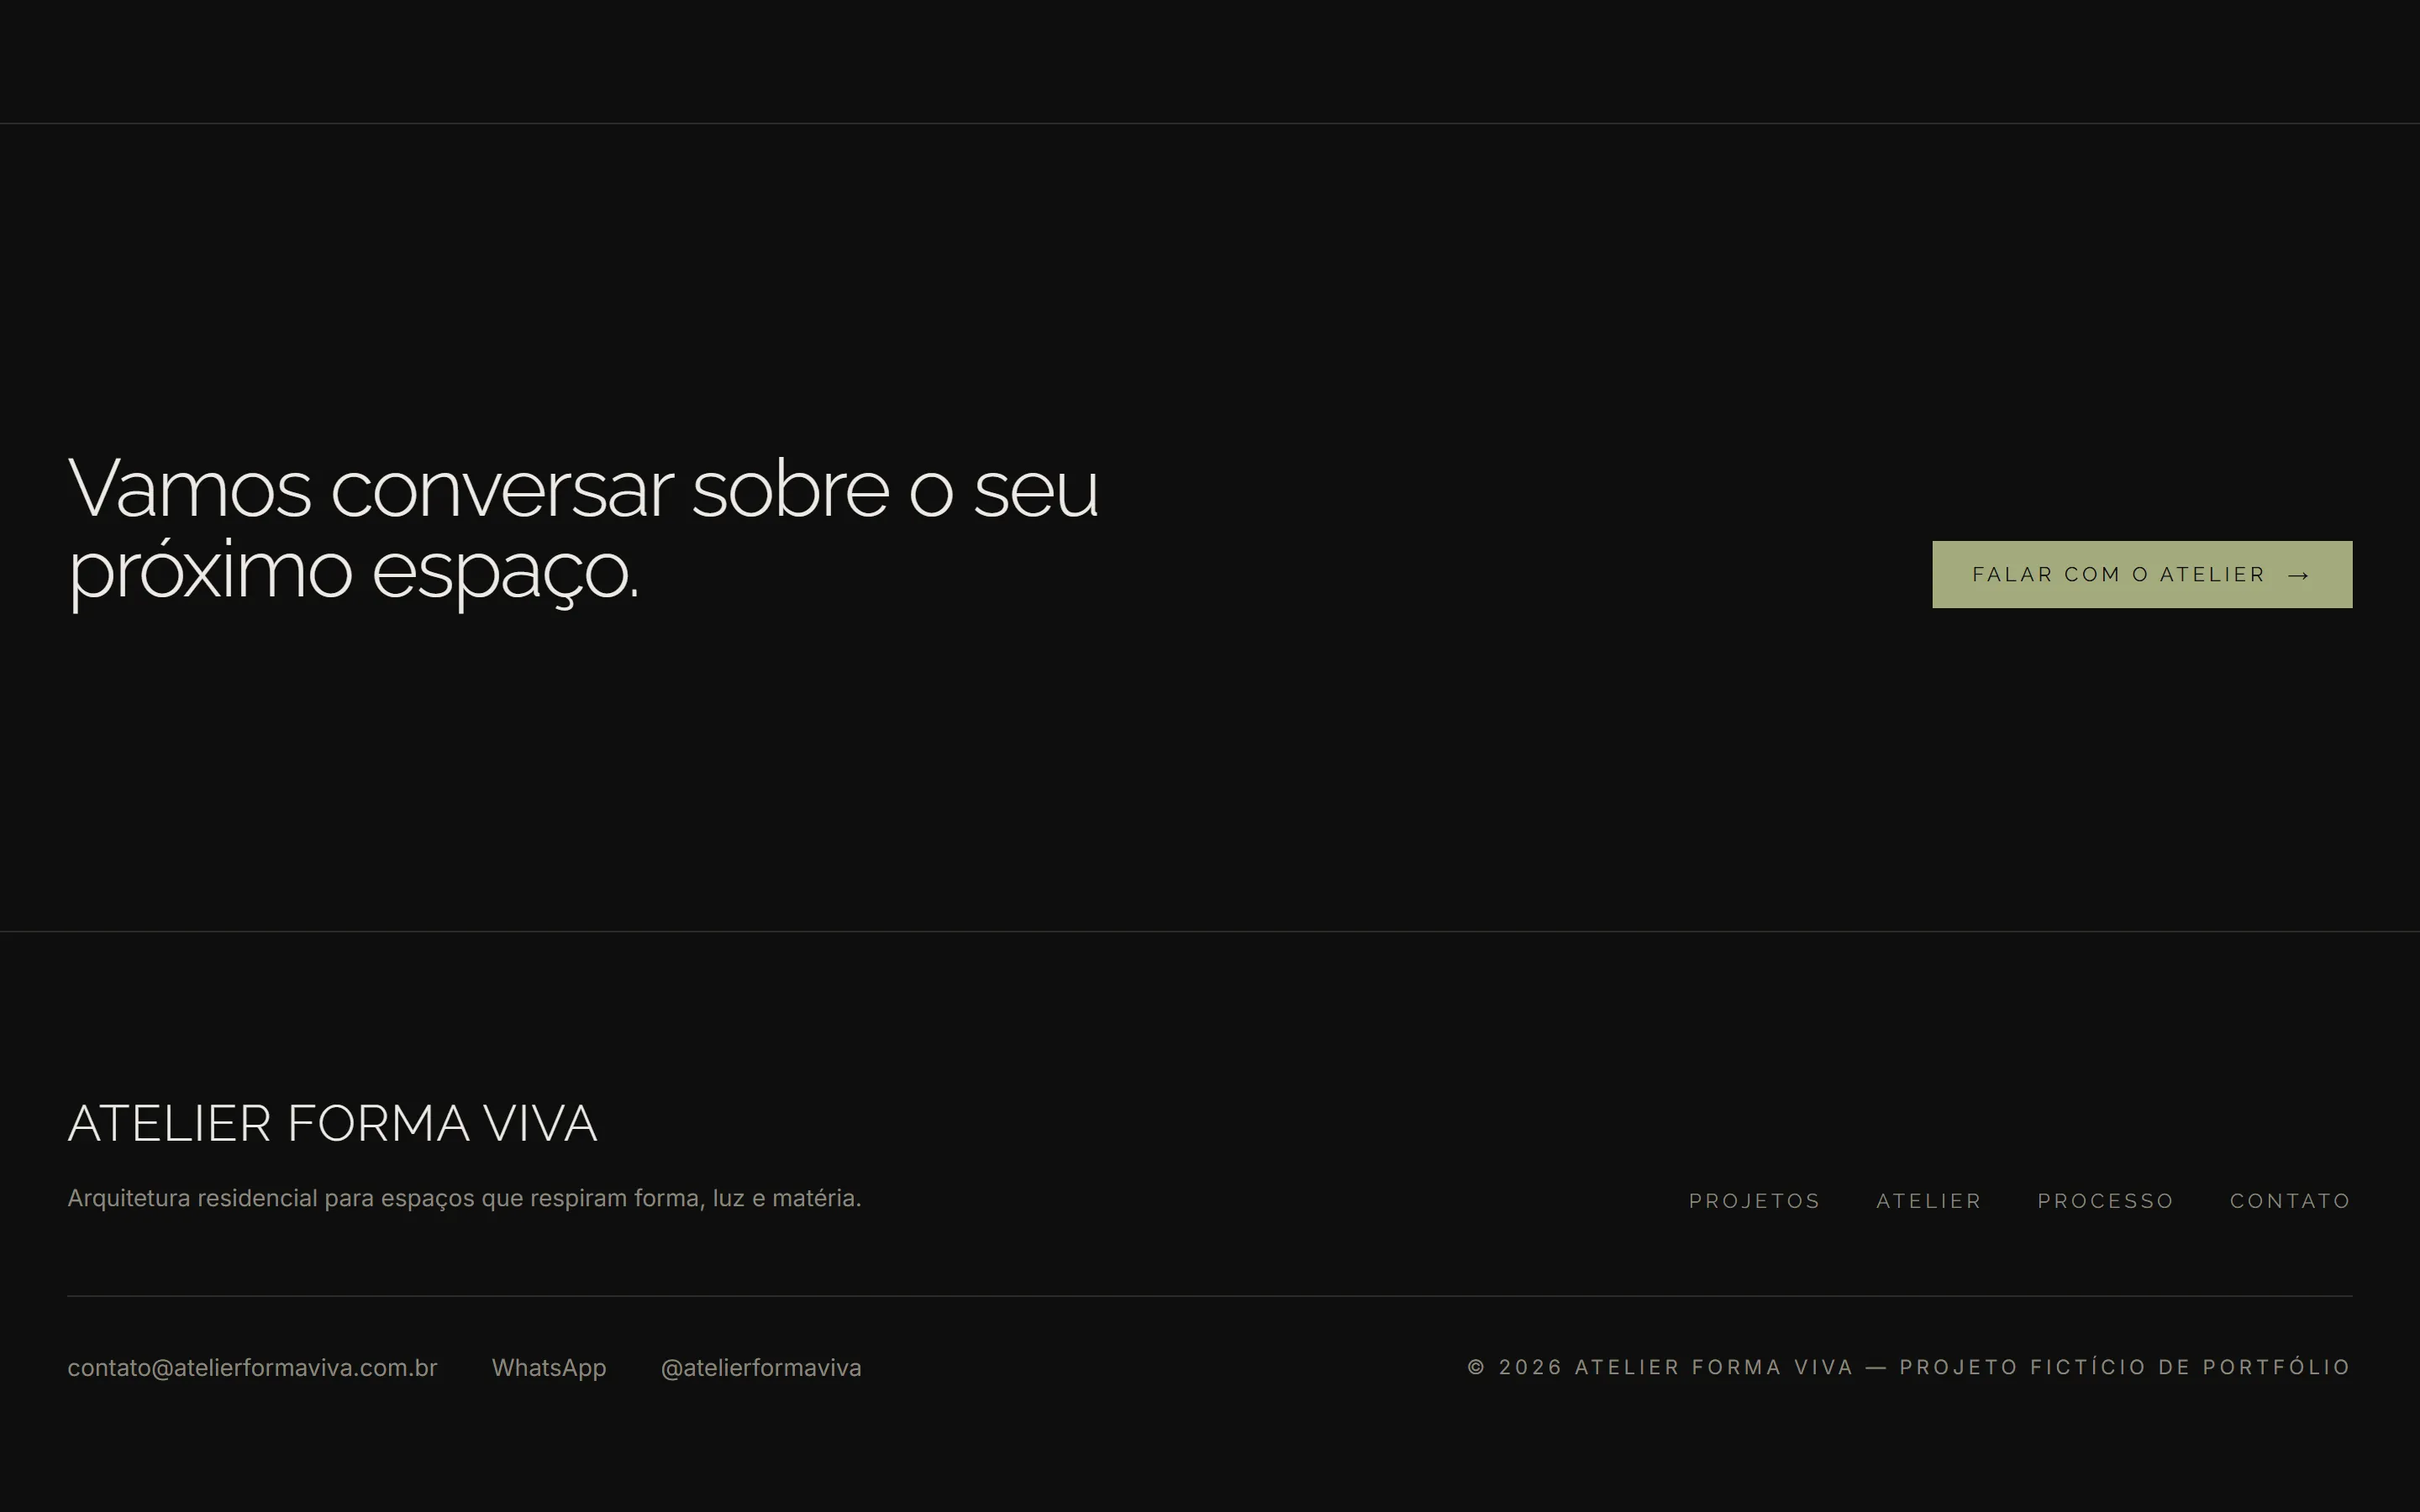 Vamos conversar sobre o seu
próximo espaço.
FALAR COM O ATELIER →
ATELIER FORMA VIVA
Arquitetura residencial para espaços que respiram forma, luz e matéria.
PROJETOS ATELIER PROCESSO CONTATO
contato@atelierformaviva.com.br WhatsApp @atelierformaviva
© 2026 ATELIER FORMA VIVA — PROJETO FICTÍCIO DE PORTFÓLIO